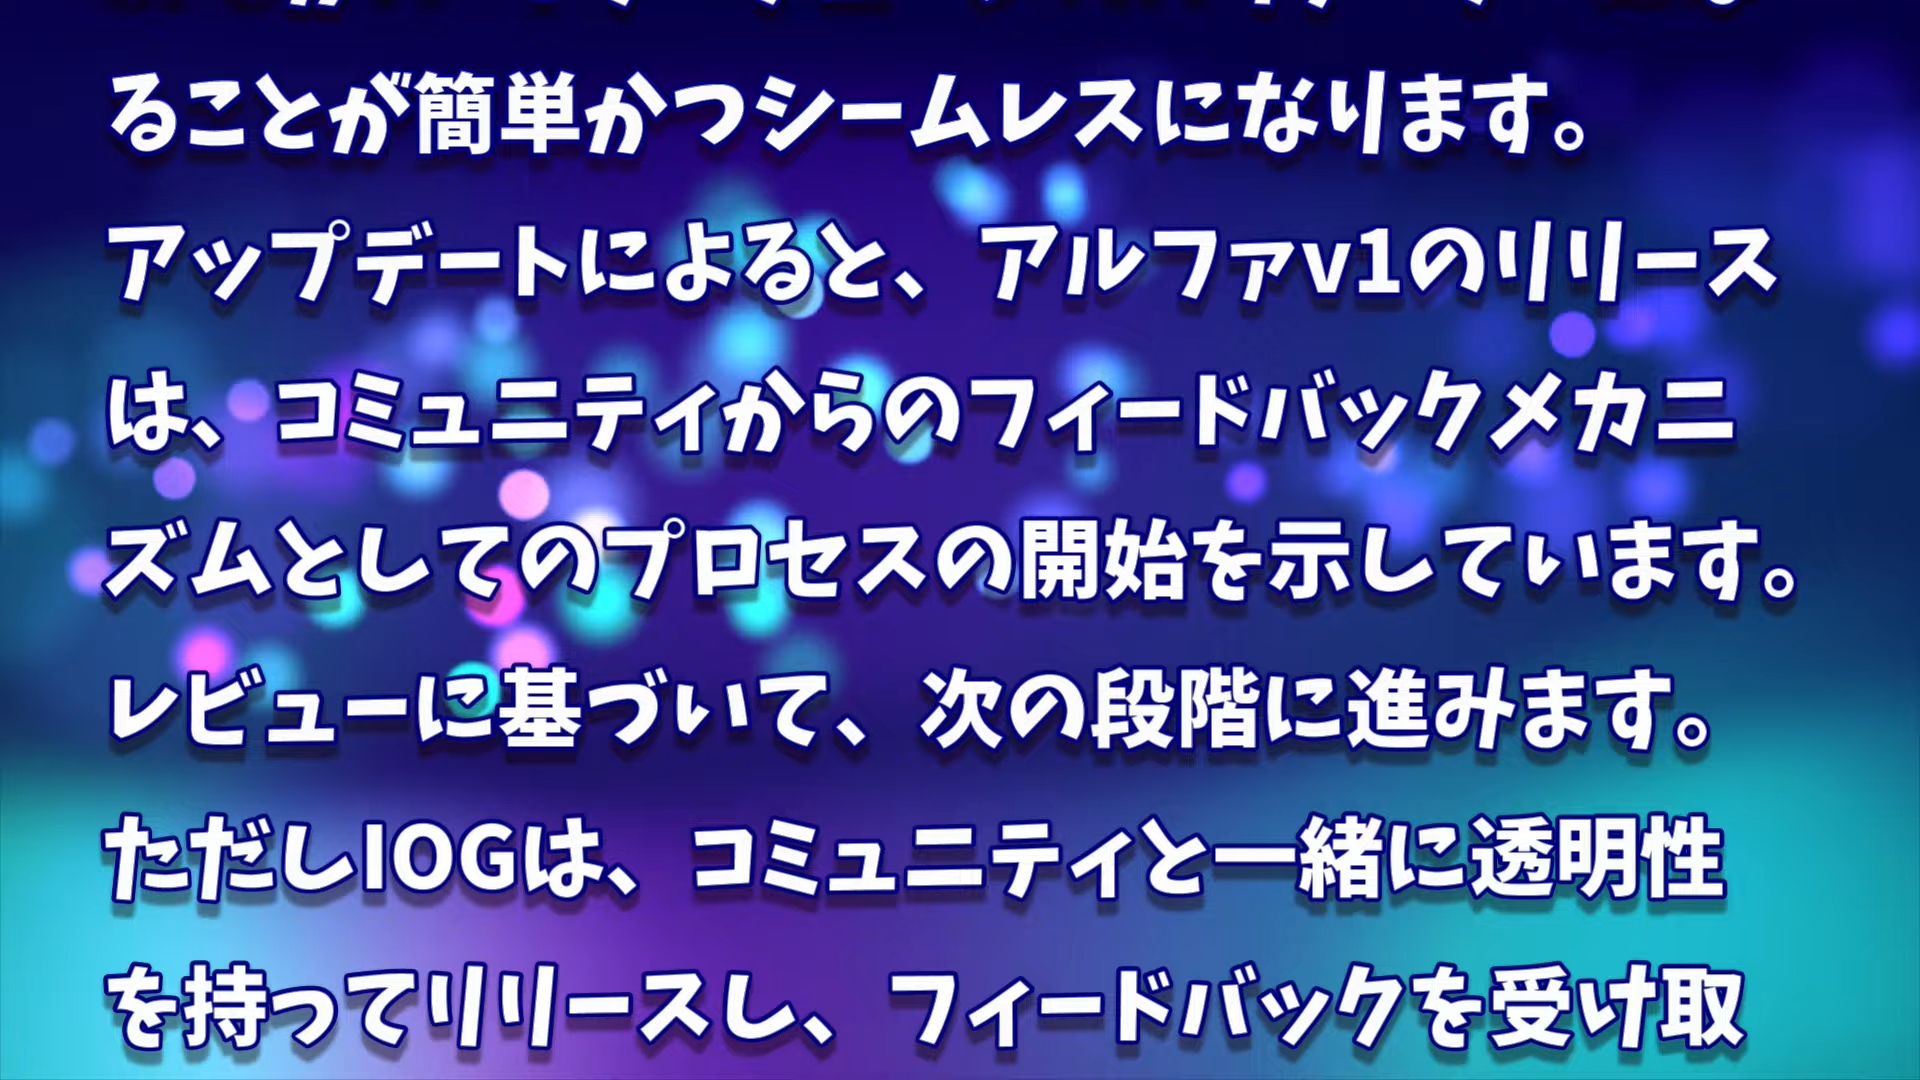 ることが簡単かつシームレスになります。
アップデートによると、アルファv1のリリース
は、コミュニティからのフィードバックメカニ
ズムとしてのプロセスの開始を示しています。
レビューに基づいて、次の段階に進みます。
ただしIOGは、コミュニティと一緒に透明性
を持ってリリースし、フィードバックを受け取